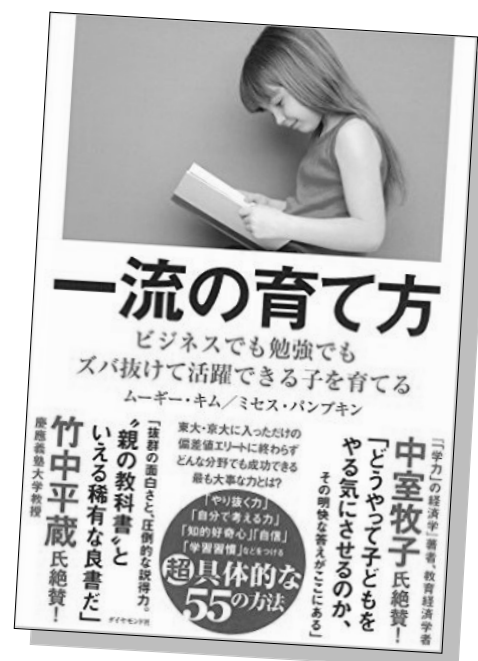 一流の育て方
ビジネスでも勉強でも
ズバ抜けて活躍できる子を育てる
ムーギー・キム／ミセス・パンプキン
『「学力」の経済学』著者、教育経済学者
中室牧子氏絶賛！
「どうやって子どもを
やる気にさせるのか、
その明快な答えがここにある」
東大・京大に入っただけの
偏差値エリートに終わらず
どんな分野でも成功できる
最も大事な力とは？
「やり抜く力」
「自分で考える力」
「知的好奇心」「自信」
「学習習慣」などをつける
超具体的な
55の方法
「抜群の面白さと、圧倒的な説得力。
〝親の教科書〟と
いえる稀有な良書だ」
竹中平蔵氏絶賛！
慶應義塾大学教授
ダイヤモンド社